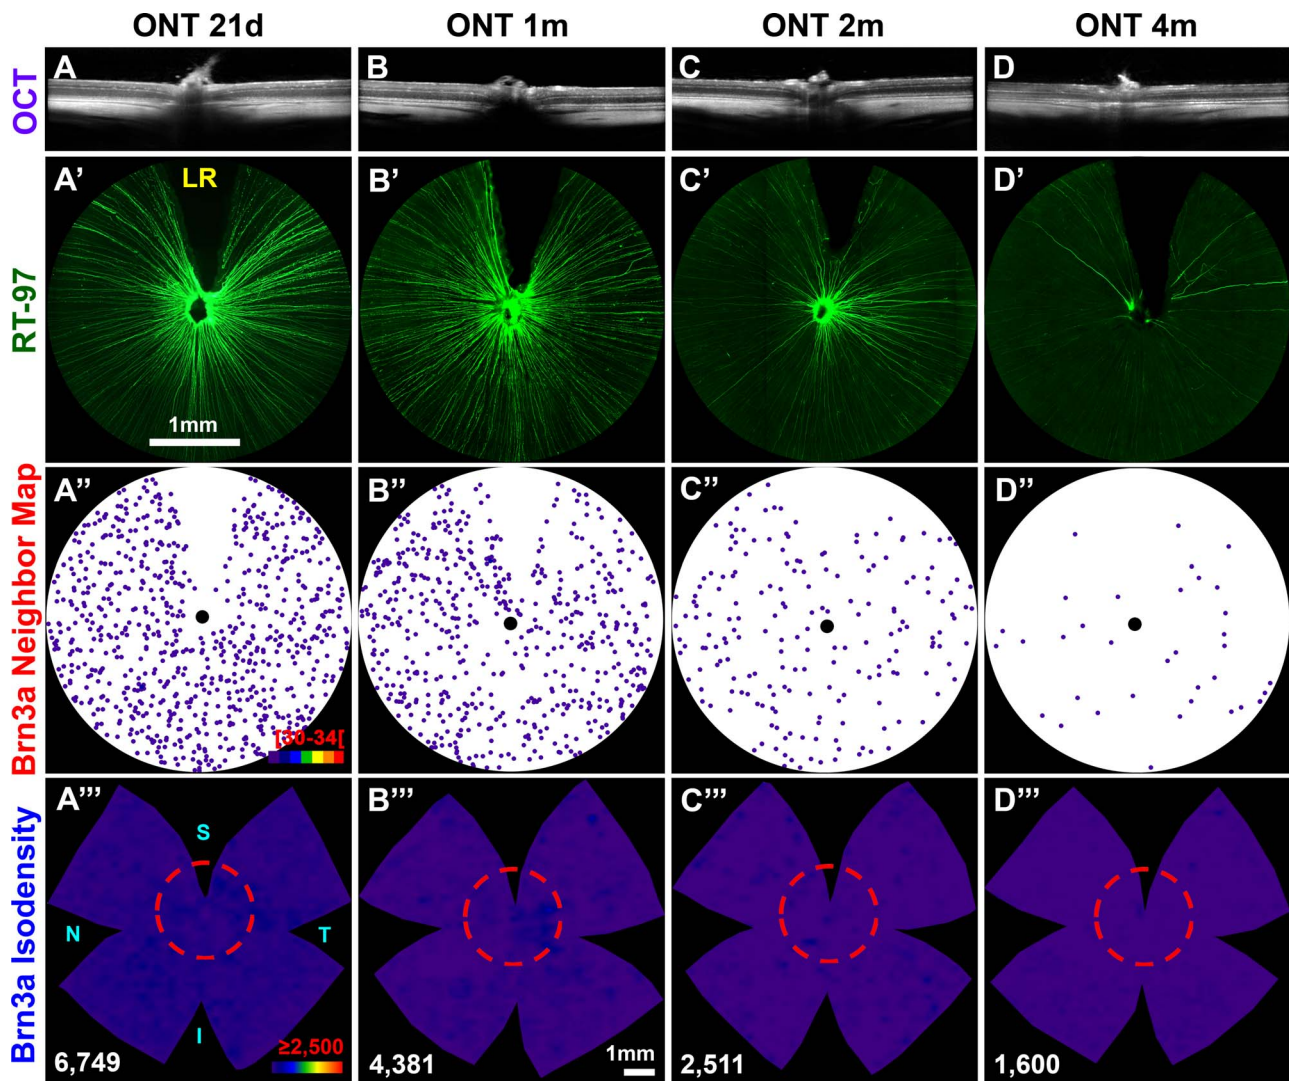 ONT 21d
ONT 1m
ONT 2m
ONT 4m
OCT
A
B
C
D
RT-97
A’
LR
1mm
B’
C’
D’
Brn3a Neighbor Map
A’’
[30-34[
B’’
C’’
D’’
Brn3a Isodensity
A’’’
S
N
T
I
6,749
≥2,500
B’’’
4,381
1mm
C’’’
2,511
D’’’
1,600